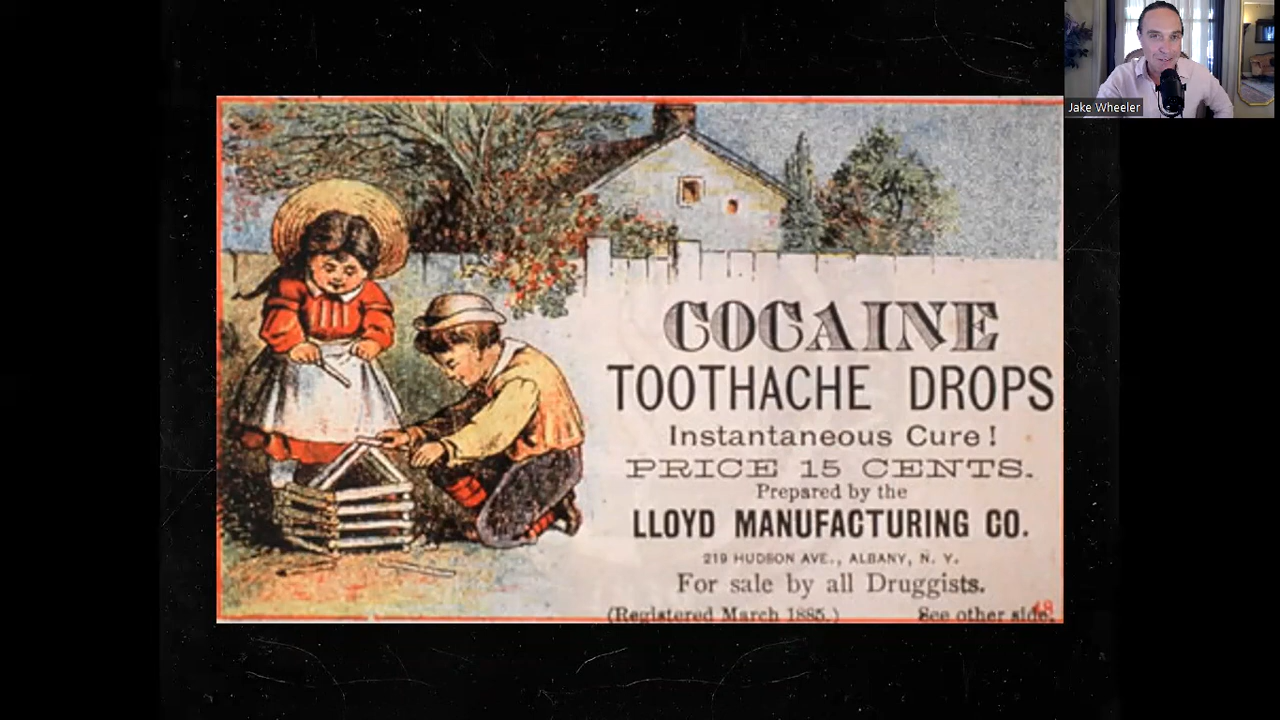 Jake Wheeler
COCAINE
TOOTHACHE DROPS
Instantaneous Cure!
PRICE 15 CENTS.
Prepared by the
LLOYD MANUFACTURING CO.
219 HUDSON AVE., ALBANY, N. Y.
For sale by all Druggists.
(Registered March 1885.) See other side.
18